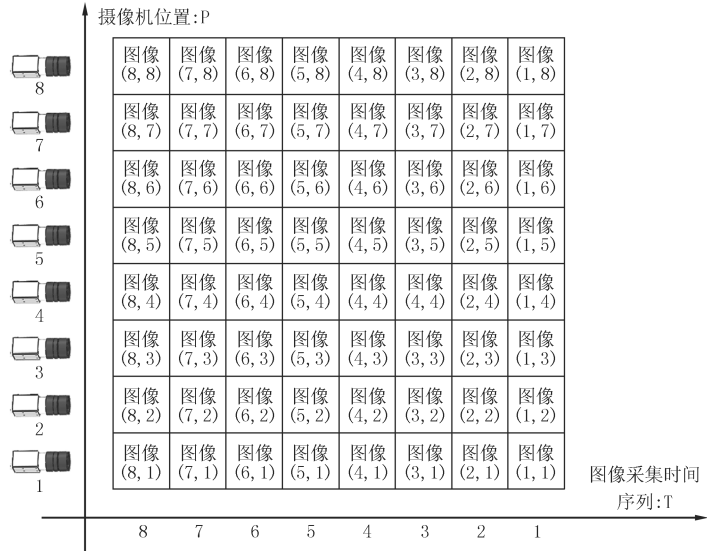 摄像机位置:P
8
图像 图像 图像 图像 图像 图像 图像 图像
(8,8) (7,8) (6,8) (5,8) (4,8) (3,8) (2,8) (1,8)
7
图像 图像 图像 图像 图像 图像 图像 图像
(8,7) (7,7) (6,7) (5,7) (4,7) (3,7) (2,7) (1,7)
6
图像 图像 图像 图像 图像 图像 图像 图像
(8,6) (7,6) (6,6) (5,6) (4,6) (3,6) (2,6) (1,6)
5
图像 图像 图像 图像 图像 图像 图像 图像
(8,5) (7,5) (6,5) (5,5) (4,5) (3,5) (2,5) (1,5)
4
图像 图像 图像 图像 图像 图像 图像 图像
(8,4) (7,4) (6,4) (5,4) (4,4) (4,4) (2,4) (1,4)
3
图像 图像 图像 图像 图像 图像 图像 图像
(8,3) (7,3) (6,3) (5,3) (4,3) (3,3) (2,3) (1,3)
2
图像 图像 图像 图像 图像 图像 图像 图像
(8,2) (7,2) (6,2) (5,2) (4,2) (3,2) (2,2) (1,2)
1
图像 图像 图像 图像 图像 图像 图像 图像
(8,1) (7,1) (6,1) (5,1) (4,1) (3,1) (2,1) (1,1)
图像采集时间
序列:T
8 7 6 5 4 3 2 1